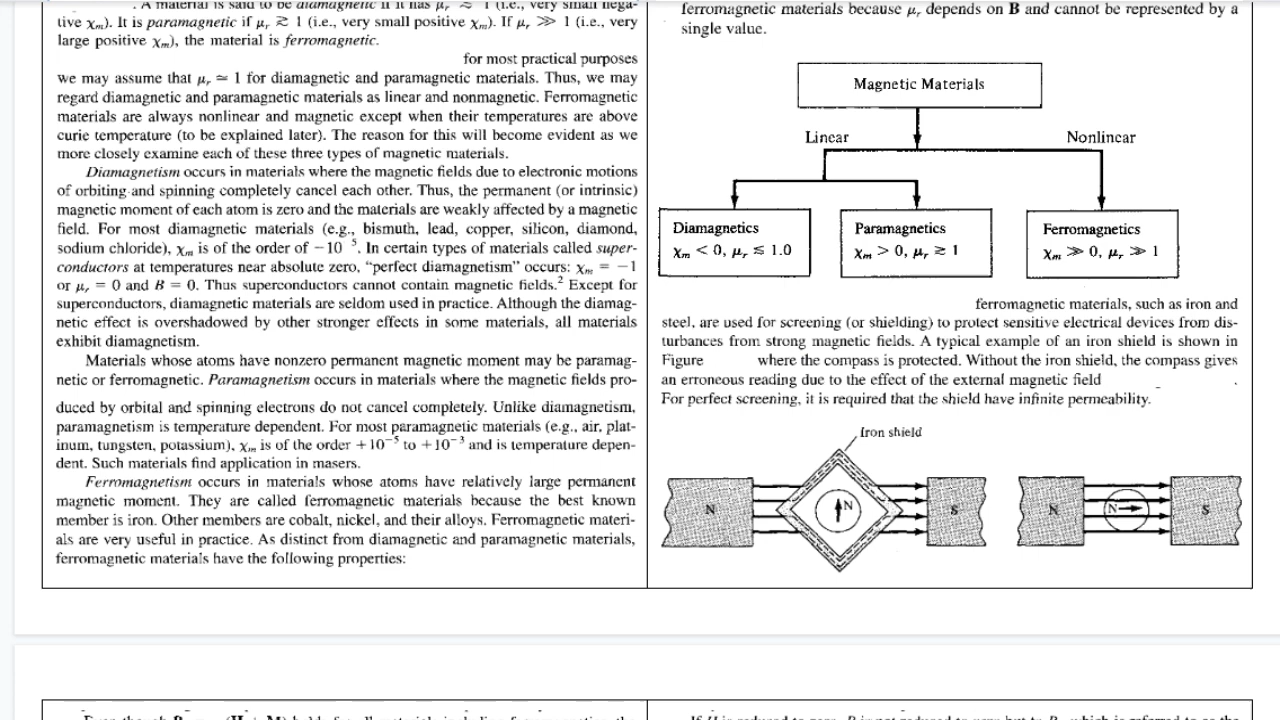 . A material is said to be diamagnetic if it has μr ≲ 1 (i.e., very small nega-
tive χm). It is paramagnetic if μr ≳ 1 (i.e., very small positive χm). If μr ≫ 1 (i.e., very
large positive χm), the material is ferromagnetic.
for most practical purposes
we may assume that μr ≃ 1 for diamagnetic and paramagnetic materials. Thus, we may
regard diamagnetic and paramagnetic materials as linear and nonmagnetic. Ferromagnetic
materials are always nonlinear and magnetic except when their temperatures are above
curie temperature (to be explained later). The reason for this will become evident as we
more closely examine each of these three types of magnetic materials.
Diamagnetism occurs in materials where the magnetic fields due to electronic motions
of orbiting and spinning completely cancel each other. Thus, the permanent (or intrinsic)
magnetic moment of each atom is zero and the materials are weakly affected by a magnetic
field. For most diamagnetic materials (e.g., bismuth, lead, copper, silicon, diamond,
sodium chloride), χm is of the order of −10⁻⁵. In certain types of materials called super-
conductors at temperatures near absolute zero, “perfect diamagnetism” occurs: χm = −1
or μr = 0 and B = 0. Thus superconductors cannot contain magnetic fields.² Except for
superconductors, diamagnetic materials are seldom used in practice. Although the diamag-
netic effect is overshadowed by other stronger effects in some materials, all materials
exhibit diamagnetism.
Materials whose atoms have nonzero permanent magnetic moment may be paramag-
netic or ferromagnetic. Paramagnetism occurs in materials where the magnetic fields pro-
duced by orbital and spinning electrons do not cancel completely. Unlike diamagnetism,
paramagnetism is temperature dependent. For most paramagnetic materials (e.g., air, plat-
inum, tungsten, potassium), χm is of the order +10⁻⁵ to +10⁻³ and is temperature depen-
dent. Such materials find application in masers.
Ferromagnetism occurs in materials whose atoms have relatively large permanent
magnetic moment. They are called ferromagnetic materials because the best known
member is iron. Other members are cobalt, nickel, and their alloys. Ferromagnetic materi-
als are very useful in practice. As distinct from diamagnetic and paramagnetic materials,
ferromagnetic materials have the following properties:
ferromagnetic materials because μr depends on B and cannot be represented by a
single value.
Magnetic Materials
Linear
Nonlinear
Diamagnetics
χm < 0, μr ≲ 1.0
Paramagnetics
χm > 0, μr ≳ 1
Ferromagnetics
χm ≫ 0, μr ≫ 1
ferromagnetic materials, such as iron and
steel, are used for screening (or shielding) to protect sensitive electrical devices from dis-
turbances from strong magnetic fields. A typical example of an iron shield is shown in
Figure where the compass is protected. Without the iron shield, the compass gives
an erroneous reading due to the effect of the external magnetic field .
For perfect screening, it is required that the shield have infinite permeability.
Iron shield
N
N
S
N
N
S